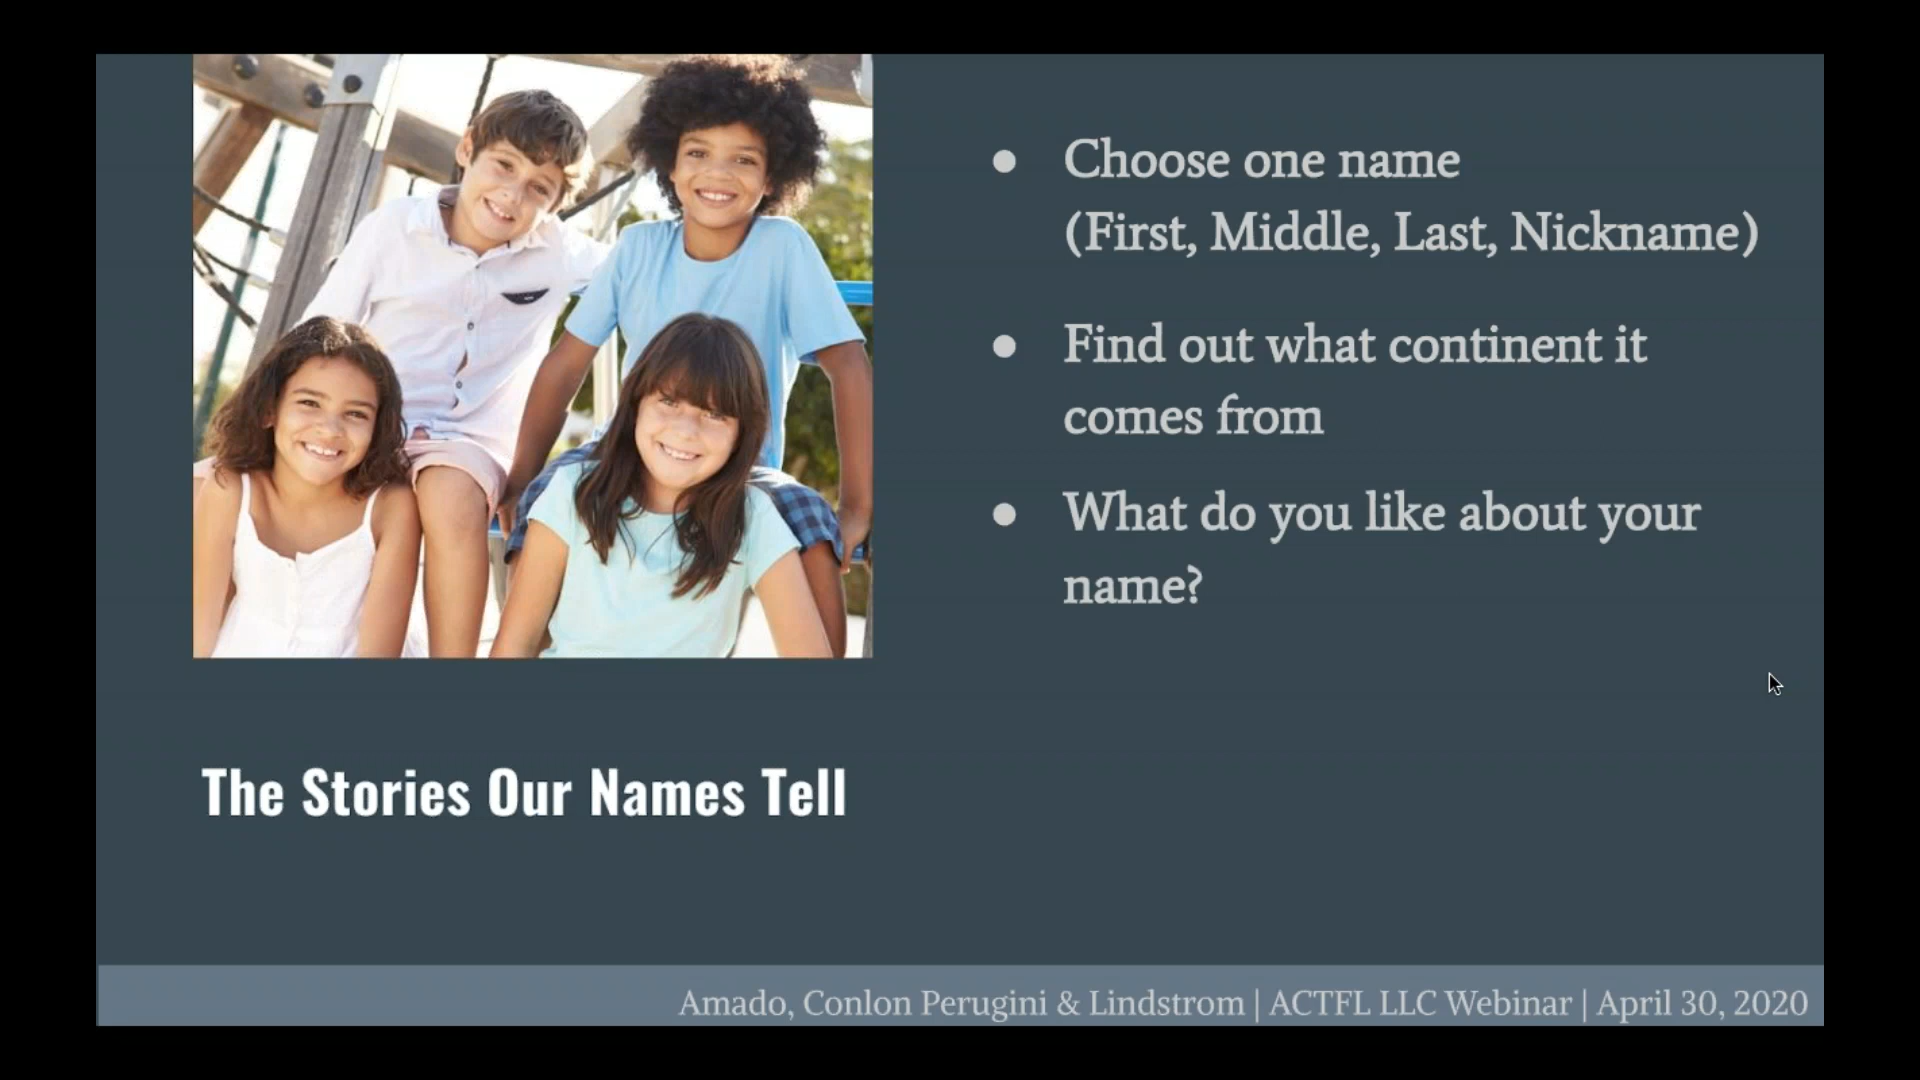 ● Choose one name
(First, Middle, Last, Nickname)
● Find out what continent it
comes from
● What do you like about your
name?
The Stories Our Names Tell
Amado, Conlon Perugini & Lindstrom | ACTFL LLC Webinar | April 30, 2020